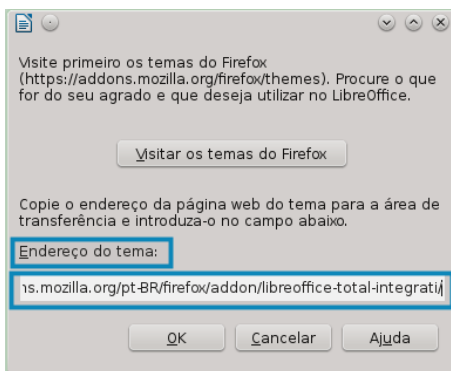 Visite primeiro os temas do Firefox
(https://addons.mozilla.org/firefox/themes). Procure o que
for do seu agrado e que deseja utilizar no LibreOffice.
Visitar os temas do Firefox
Copie o endereço da página web do tema para a área de
transferência e introduza-o no campo abaixo.
Endereço do tema:
ns.mozilla.org/pt-BR/firefox/addon/libreoffice-total-integrati/
OK Cancelar Ajuda